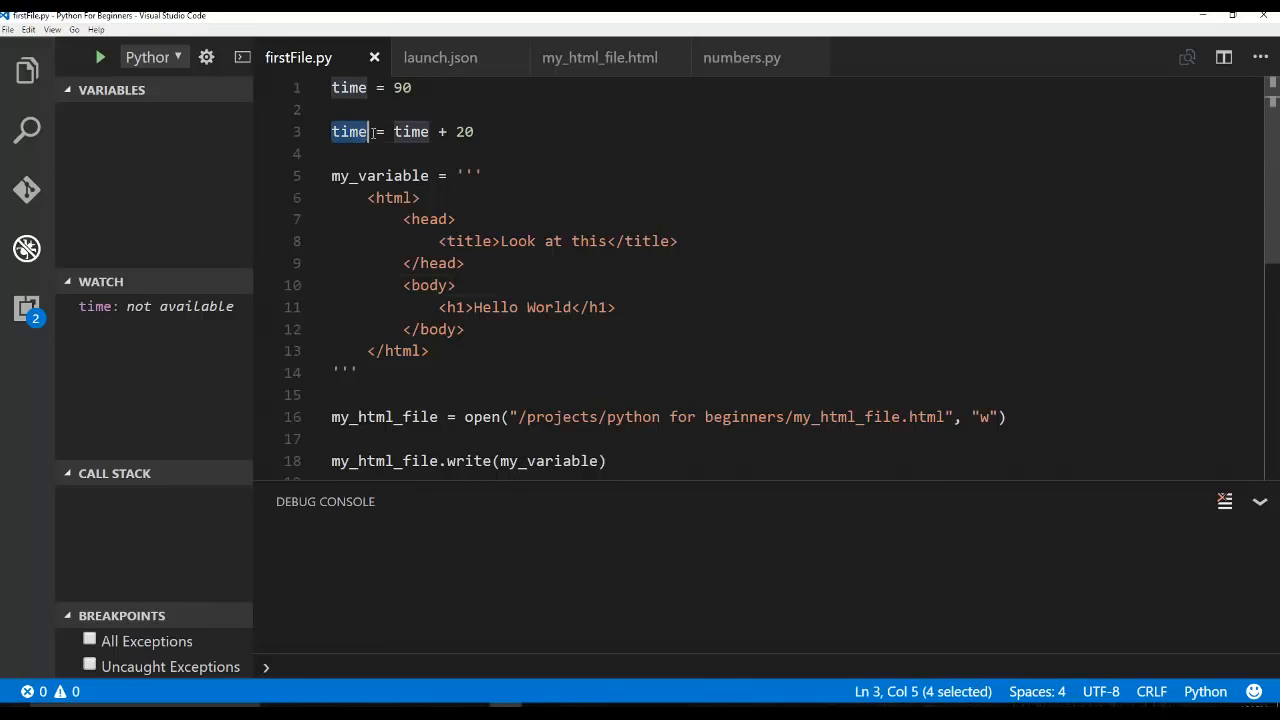 firstFile.py - Python For Beginners - Visual Studio Code
File Edit View Go Help
Python
firstFile.py
launch.json
my_html_file.html
numbers.py
VARIABLES
WATCH
time: not available
CALL STACK
BREAKPOINTS
All Exceptions
Uncaught Exceptions
1 time = 90
2
3 time = time + 20
4
5 my_variable = '''
6 <html>
7 <head>
8 <title>Look at this</title>
9 </head>
10 <body>
11 <h1>Hello World</h1>
12 </body>
13 </html>
14 '''
15
16 my_html_file = open("/projects/python for beginners/my_html_file.html", "w")
17
18 my_html_file.write(my_variable)
DEBUG CONSOLE
2
0 0
Ln 3, Col 5 (4 selected) Spaces: 4 UTF-8 CRLF Python